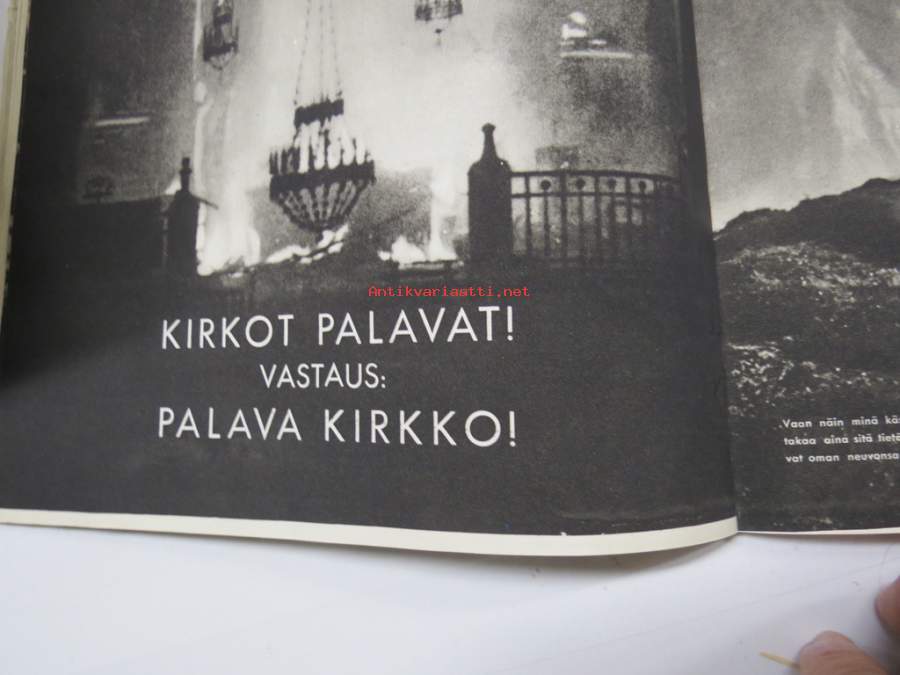 Antikvariaatti.net
KIRKOT PALAVAT!
VASTAUS:
PALAVA KIRKKO!
Vaan näin minä
takaa aina sitä
vat oman neuvonsa